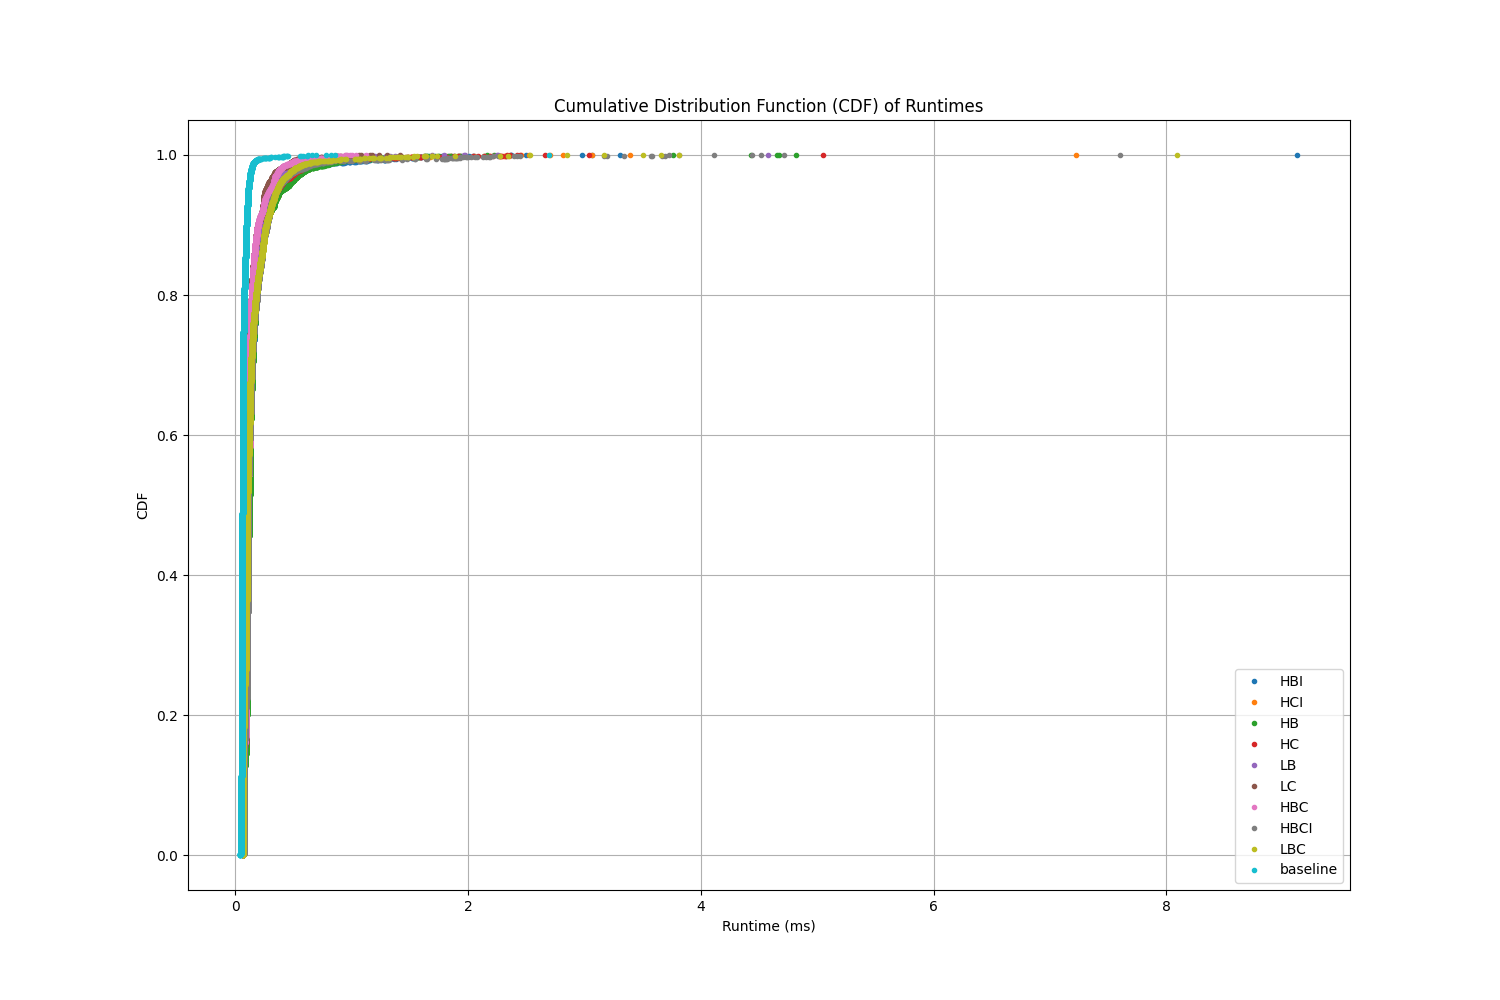 Cumulative Distribution Function (CDF) of Runtimes
1.0
0.8
0.6
0.4
0.2
0.0
CDF
0 2 4 6 8
Runtime (ms)
HBI
HCI
HB
HC
LB
LC
HBC
HBCI
LBC
baseline